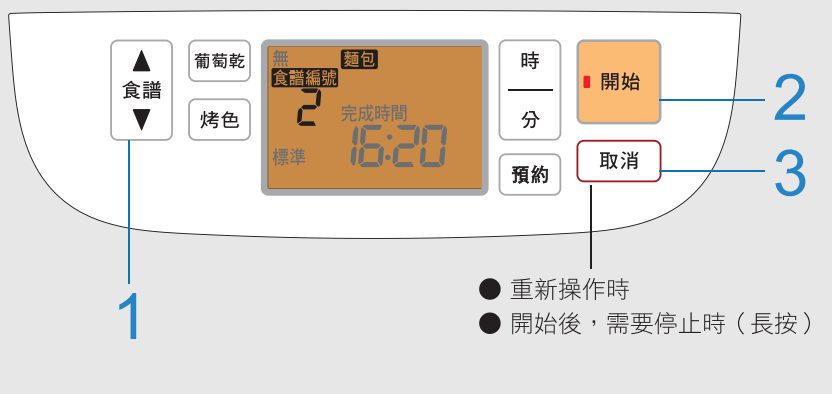 ▲
食譜
▼
葡萄乾
烤色
無
麵包
食譜編號
2
完成時間
16:20
標準
時
分
預約
開始
取消
1
2
3
● 重新操作時
● 開始後，需要停止時（長按）